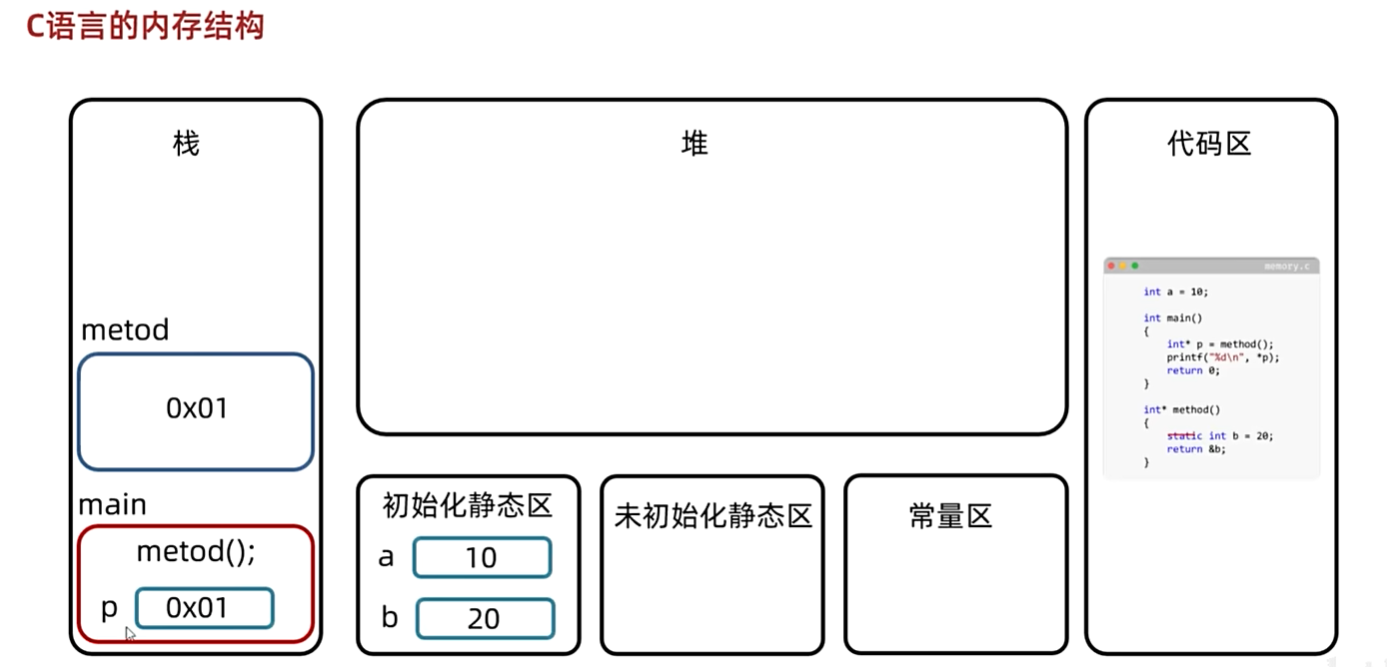 C语言的内存结构
栈
metod
0x01
main
metod();
p 0x01
堆
初始化静态区
a 10
b 20
未初始化静态区
常量区
代码区
memory.c
int a = 10;
int main()
{
int* p = method();
printf("%d\n", *p);
return 0;
}
int* method()
{
static int b = 20;
return &b;
}